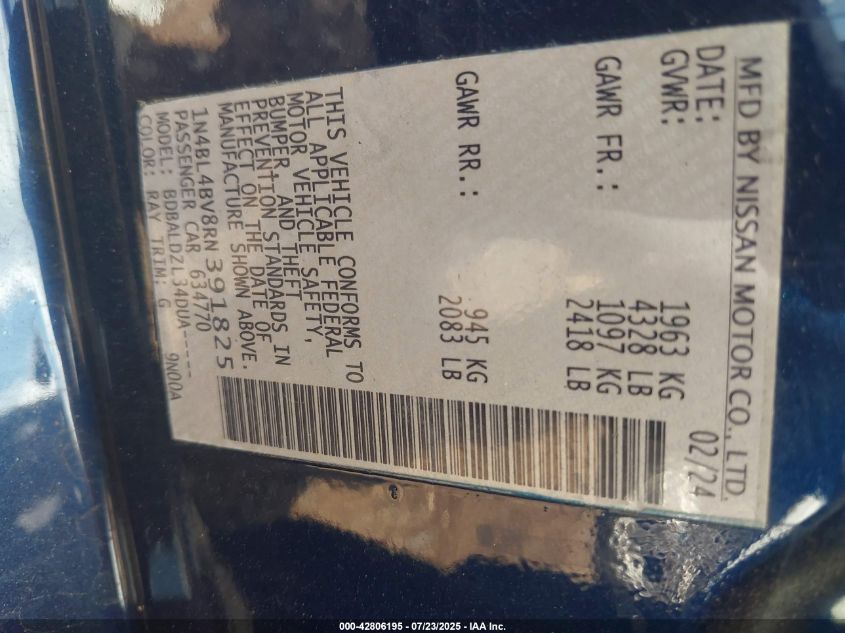 MFD BY NISSAN MOTOR CO., LTD.
DATE: 02/24
GVWR: 1963 KG
4328 LB
GAWR FR.: 1097 KG
2418 LB
GAWR RR.: 945 KG
2083 LB
THIS VEHICLE CONFORMS TO
ALL APPLICABLE FEDERAL
MOTOR VEHICLE SAFETY,
BUMPER, AND THEFT
PREVENTION STANDARDS IN
EFFECT ON THE DATE OF
MANUFACTURE SHOWN ABOVE.
1N4BL4BV8RN391825
PASSENGER CAR 634770
MODEL: BDBALDZL34DUA-----
COLOR: RAY TRIM: G 9N00A
000-42806195 - 07/23/2025 - IAA Inc.